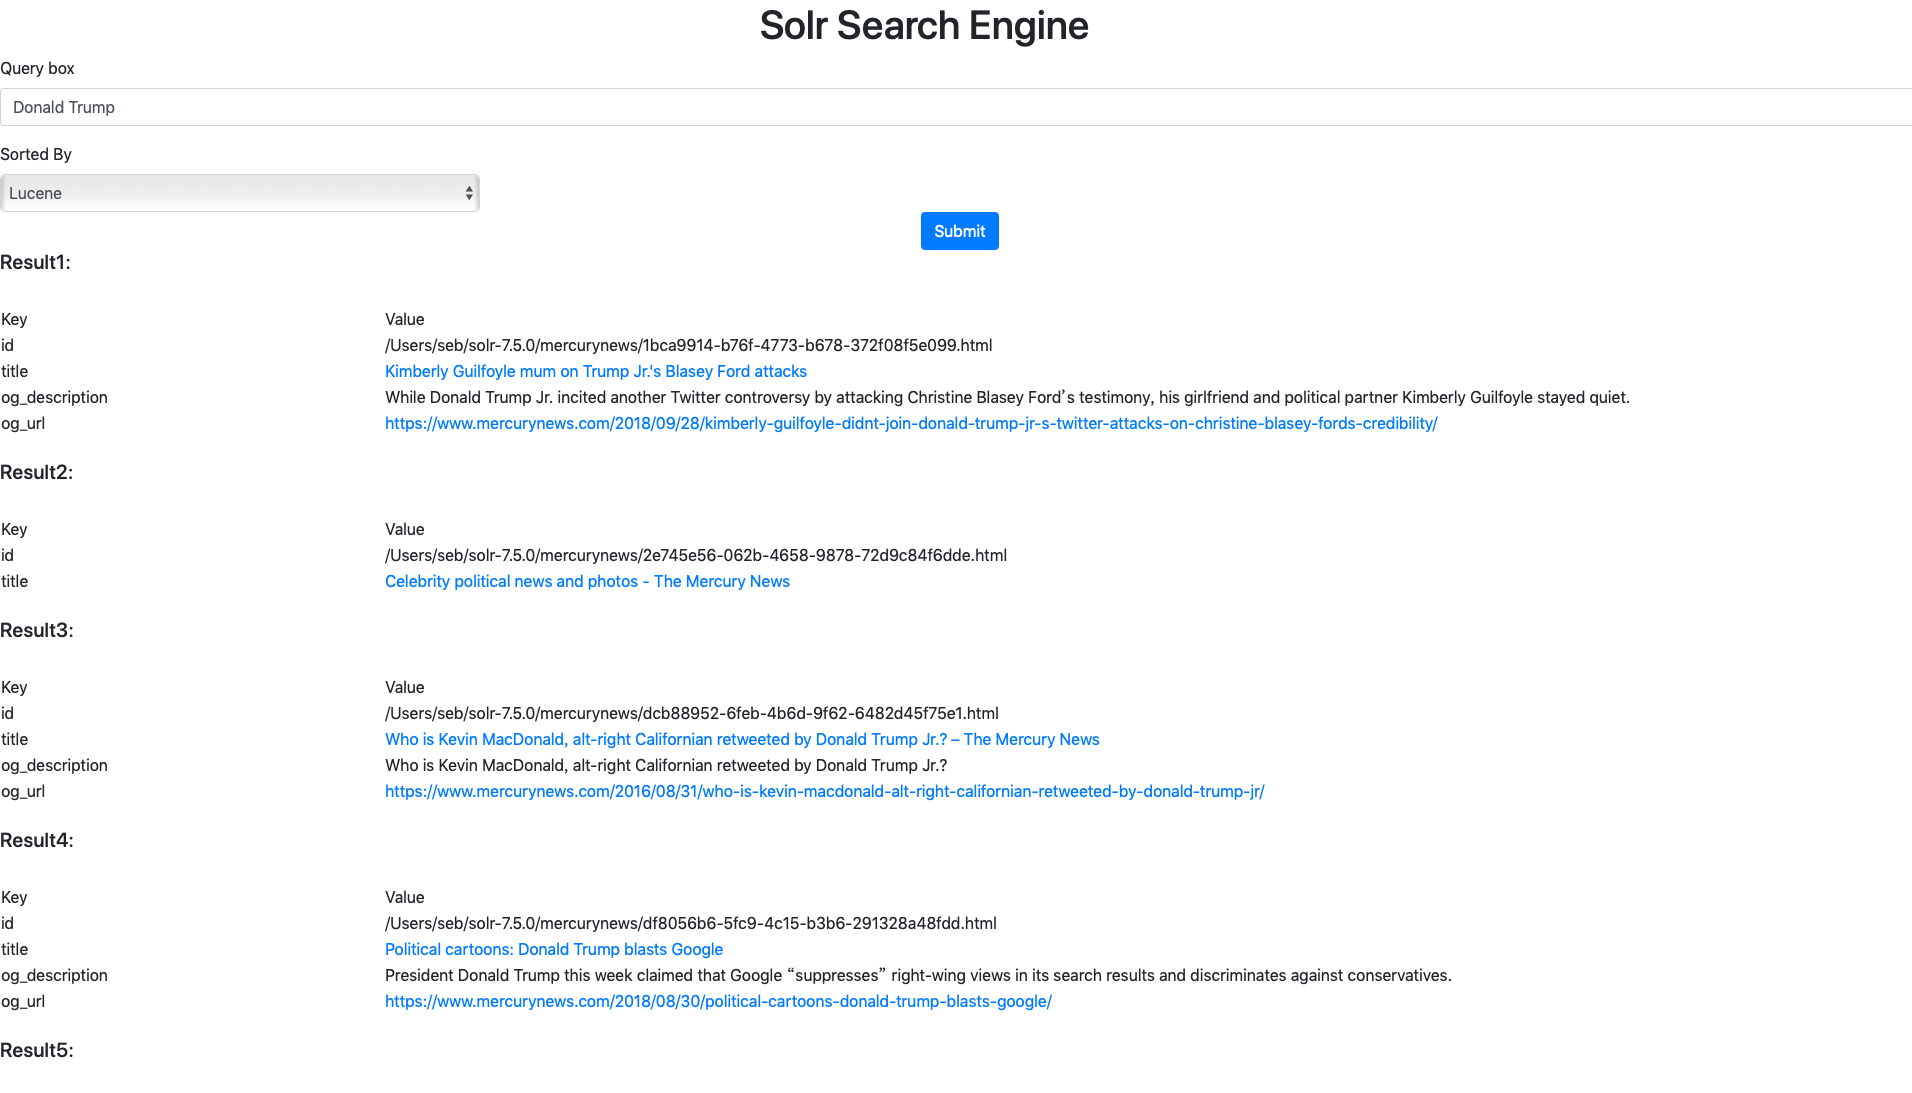 Solr Search Engine
Query box
Donald Trump
Sorted By
Lucene
Submit
Result1:
Key Value
id /Users/seb/solr-7.5.0/mercurynews/1bca9914-b76f-4773-b678-372f08f5e099.html
title Kimberly Guilfoyle mum on Trump Jr.'s Blasey Ford attacks
og_description While Donald Trump Jr. incited another Twitter controversy by attacking Christine Blasey Ford’s testimony, his girlfriend and political partner Kimberly Guilfoyle stayed quiet.
og_url https://www.mercurynews.com/2018/09/28/kimberly-guilfoyle-didnt-join-donald-trump-jr-s-twitter-attacks-on-christine-blasey-fords-credibility/
Result2:
Key Value
id /Users/seb/solr-7.5.0/mercurynews/2e745e56-062b-4658-9878-72d9c84f6dde.html
title Celebrity political news and photos - The Mercury News
Result3:
Key Value
id /Users/seb/solr-7.5.0/mercurynews/dcb88952-6feb-4b6d-9f62-6482d45f75e1.html
title Who is Kevin MacDonald, alt-right Californian retweeted by Donald Trump Jr.? – The Mercury News
og_description Who is Kevin MacDonald, alt-right Californian retweeted by Donald Trump Jr.?
og_url https://www.mercurynews.com/2016/08/31/who-is-kevin-macdonald-alt-right-californian-retweeted-by-donald-trump-jr/
Result4:
Key Value
id /Users/seb/solr-7.5.0/mercurynews/df8056b6-5fc9-4c15-b3b6-291328a48fdd.html
title Political cartoons: Donald Trump blasts Google
og_description President Donald Trump this week claimed that Google “suppresses” right-wing views in its search results and discriminates against conservatives.
og_url https://www.mercurynews.com/2018/08/30/political-cartoons-donald-trump-blasts-google/
Result5: